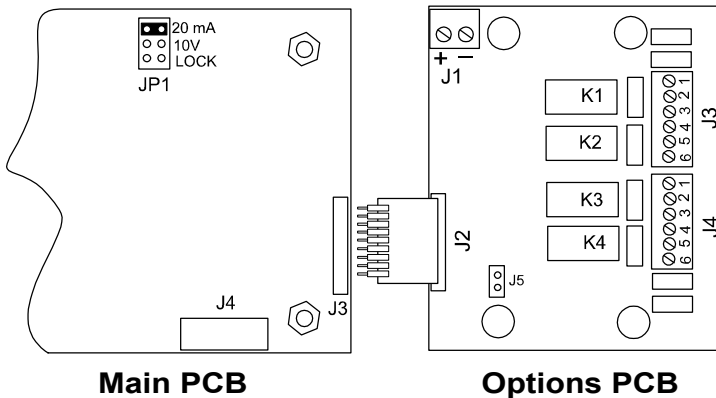 20 mA
10V
LOCK
JP1
J4
J3
Main PCB
J2
+ −
J1
K1
K2
K3
K4
J5
1
2
3
4
5
6
J3
1
2
3
4
5
6
J4
Options PCB